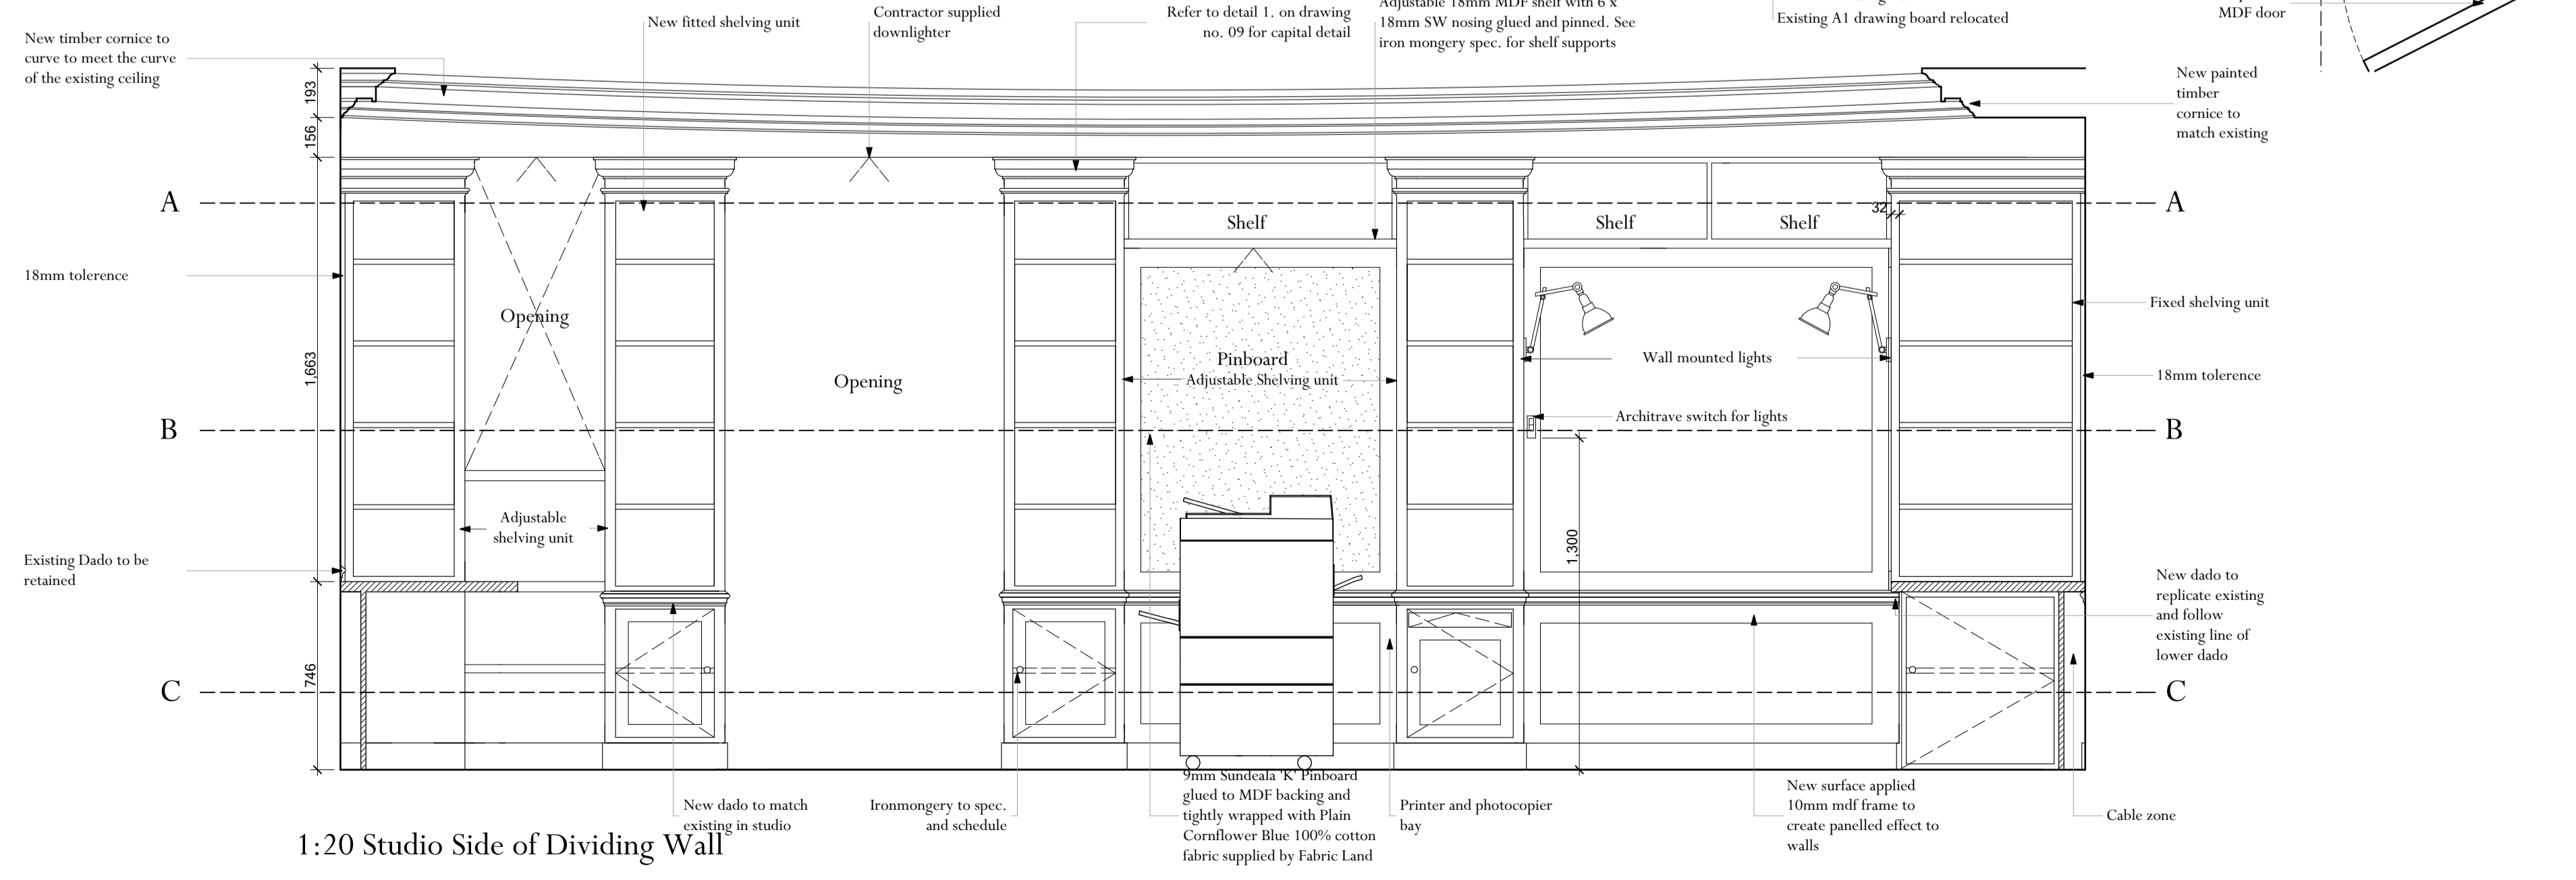 New fitted shelving unit
Contractor supplied
downlighter
Refer to detail 1. on drawing
no. 09 for capital detail
Adjustable 18mm MDF shelf with 6 x
18mm SW nosing glued and pinned. See
iron mongery spec. for shelf supports
Existing A1 drawing board relocated
MDF door
New timber cornice to
curve to meet the curve
of the existing ceiling
New painted
timber
cornice to
match existing
193
156
A
A
32
Shelf
Shelf
Shelf
18mm tolerence
Opening
Fixed shelving unit
1,663
Opening
Pinboard
Adjustable Shelving unit
Wall mounted lights
18mm tolerence
Architrave switch for lights
B
B
Adjustable
shelving unit
1,300
Existing Dado to be
retained
New dado to
replicate existing
and follow
existing line of
lower dado
746
C
C
New dado to match
existing in studio
Ironmongery to spec.
and schedule
9mm Sundeala 'K' Pinboard
glued to MDF backing and
tightly wrapped with Plain
Cornflower Blue 100% cotton
fabric supplied by Fabric Land
Printer and photocopier
bay
New surface applied
10mm mdf frame to
create panelled effect to
walls
Cable zone
1:20 Studio Side of Dividing Wall